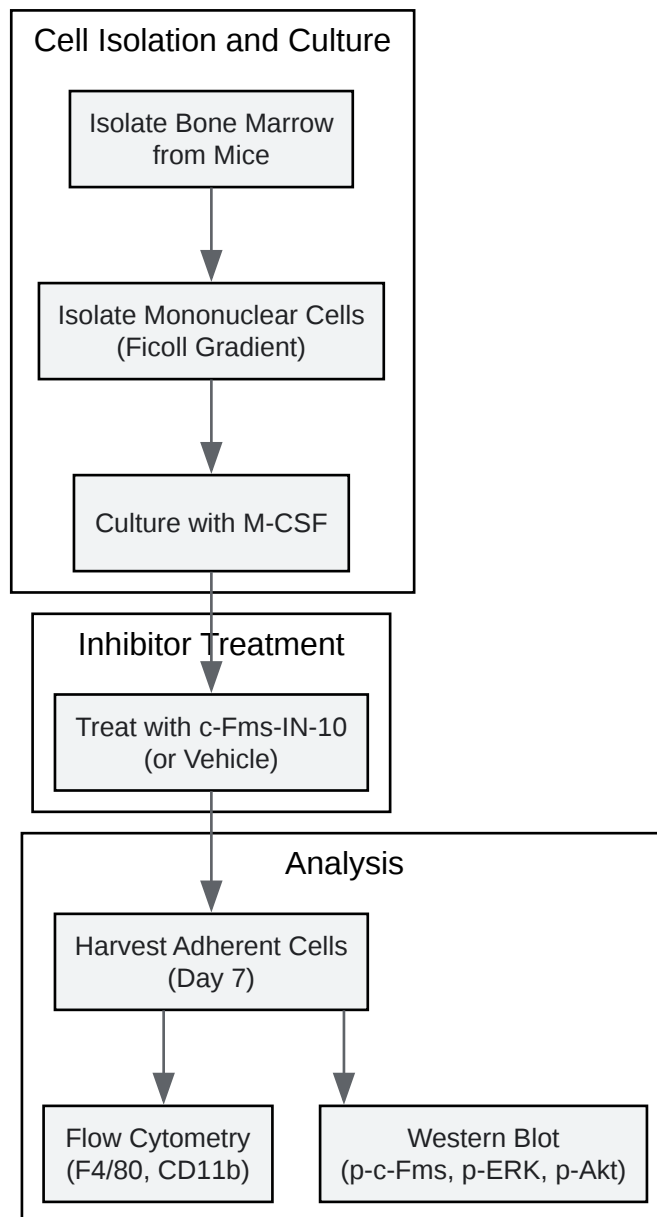 Cell Isolation and Culture
Isolate Bone Marrow
from Mice
Isolate Mononuclear Cells
(Ficoll Gradient)
Culture with M-CSF
Inhibitor Treatment
Treat with c-Fms-IN-10
(or Vehicle)
Analysis
Harvest Adherent Cells
(Day 7)
Flow Cytometry
(F4/80, CD11b)
Western Blot
(p-c-Fms, p-ERK, p-Akt)